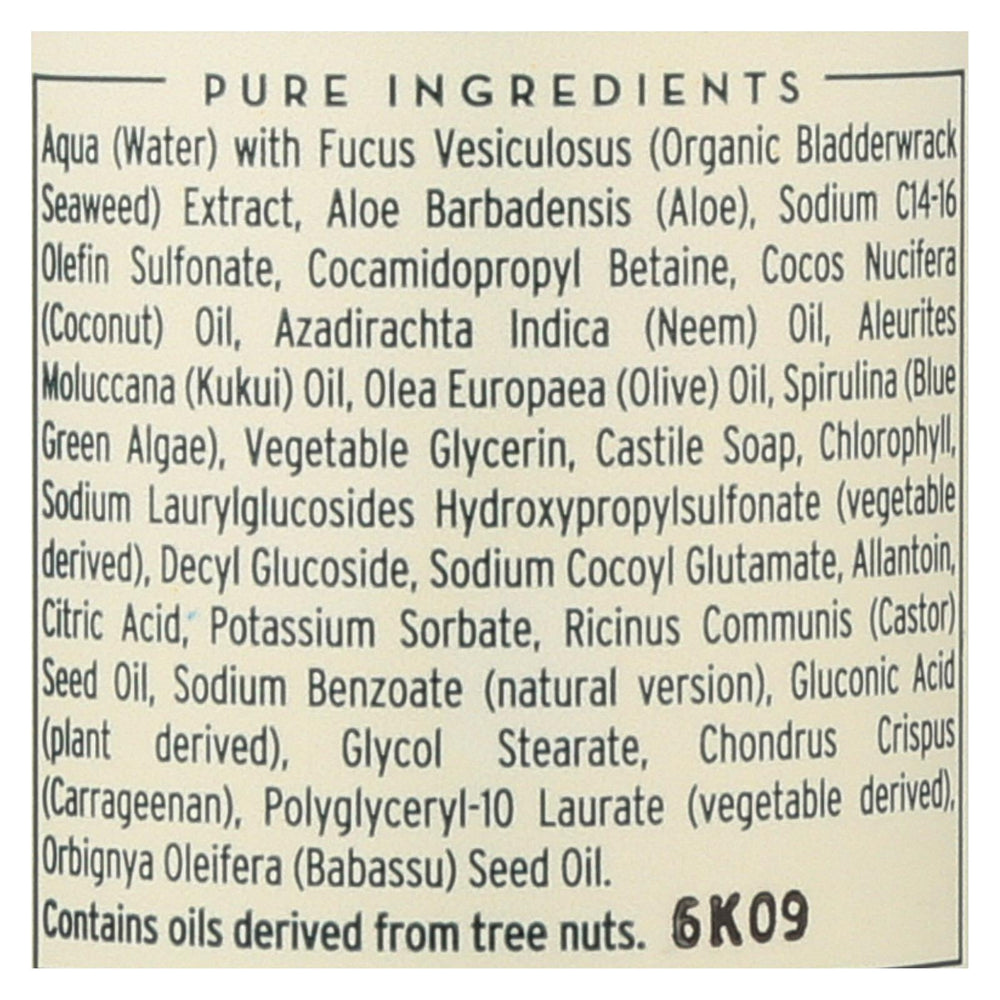 PURE INGREDIENTS
Aqua (Water) with Fucus Vesiculosus (Organic Bladderwrack
Seaweed) Extract, Aloe Barbadensis (Aloe), Sodium C14-16
Olefin Sulfonate, Cocamidopropyl Betaine, Cocos Nucifera
(Coconut) Oil, Azadirachta Indica (Neem) Oil, Aleurites
Moluccana (Kukui) Oil, Olea Europaea (Olive) Oil, Spirulina (Blue
Green Algae), Vegetable Glycerin, Castile Soap, Chlorophyll,
Sodium Laurylglucosides Hydroxypropylsulfonate (vegetable
derived), Decyl Glucoside, Sodium Cocoyl Glutamate, Allantoin,
Citric Acid, Potassium Sorbate, Ricinus Communis (Castor)
Seed Oil, Sodium Benzoate (natural version), Gluconic Acid
(plant derived), Glycol Stearate, Chondrus Crispus
(Carrageenan), Polyglyceryl-10 Laurate (vegetable derived),
Orbignya Oleifera (Babassu) Seed Oil.
Contains oils derived from tree nuts. 6K09